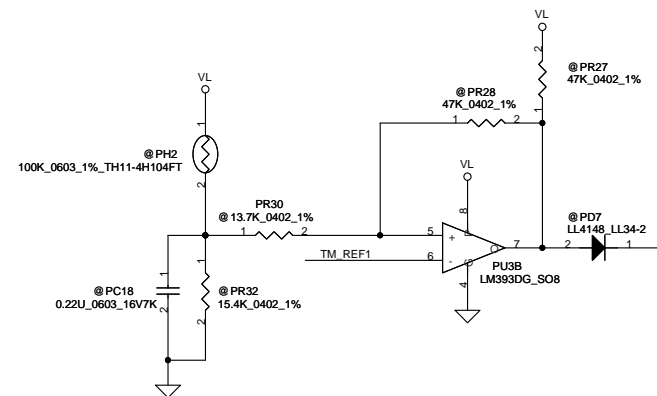 VL
2
@PR27
47K_0402_1%
1
VL
@PR28
47K_0402_1%
1
2
1
@PH2
100K_0603_1%_TH11-4H104FT
2
VL
8
PR30
@13.7K_0402_1%
1
2
5
+
7
TM_REF1
6
-
@PD7
LL4148_LL34-2
2
1
PU3B
LM393DG_SO8
4
1
@PC18
0.22U_0603_16V7K
2
1
@PR32
15.4K_0402_1%
2
P
G
O